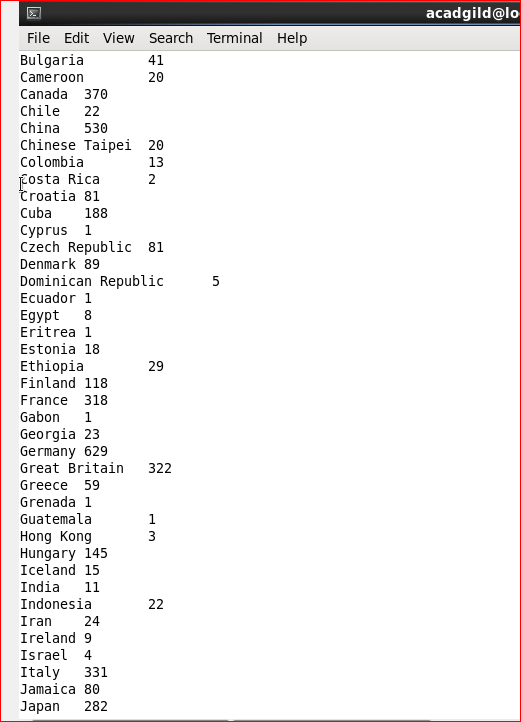 acadgild@lo
File Edit View Search Terminal Help
Bulgaria 41
Cameroon 20
Canada 370
Chile 22
China 530
Chinese Taipei 20
Colombia 13
Costa Rica 2
Croatia 81
Cuba 188
Cyprus 1
Czech Republic 81
Denmark 89
Dominican Republic 5
Ecuador 1
Egypt 8
Eritrea 1
Estonia 18
Ethiopia 29
Finland 118
France 318
Gabon 1
Georgia 23
Germany 629
Great Britain 322
Greece 59
Grenada 1
Guatemala 1
Hong Kong 3
Hungary 145
Iceland 15
India 11
Indonesia 22
Iran 24
Ireland 9
Israel 4
Italy 331
Jamaica 80
Japan 282